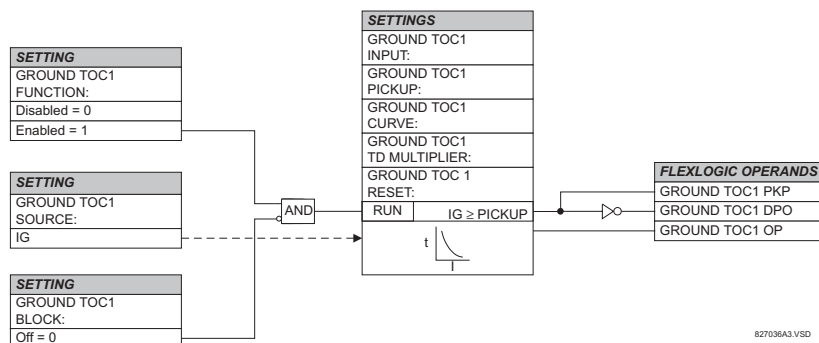 SETTING
GROUND TOC1
FUNCTION:
Disabled = 0
Enabled = 1
SETTING
GROUND TOC1
SOURCE:
IG
SETTING
GROUND TOC1
BLOCK:
Off = 0
AND
SETTINGS
GROUND TOC1
INPUT:
GROUND TOC1
PICKUP:
GROUND TOC1
CURVE:
GROUND TOC1
TD MULTIPLIER:
GROUND TOC 1
RESET:
RUN
IG ≥ PICKUP
t
I
FLEXLOGIC OPERANDS
GROUND TOC1 PKP
GROUND TOC1 DPO
GROUND TOC1 OP
827036A3.VSD